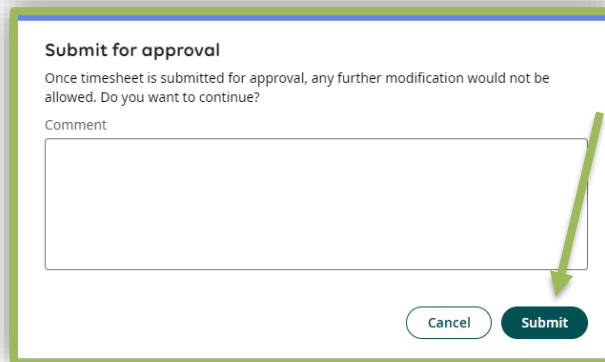 Submit for approval
Once timesheet is submitted for approval, any further modification would not be
allowed. Do you want to continue?
Comment
Cancel Submit